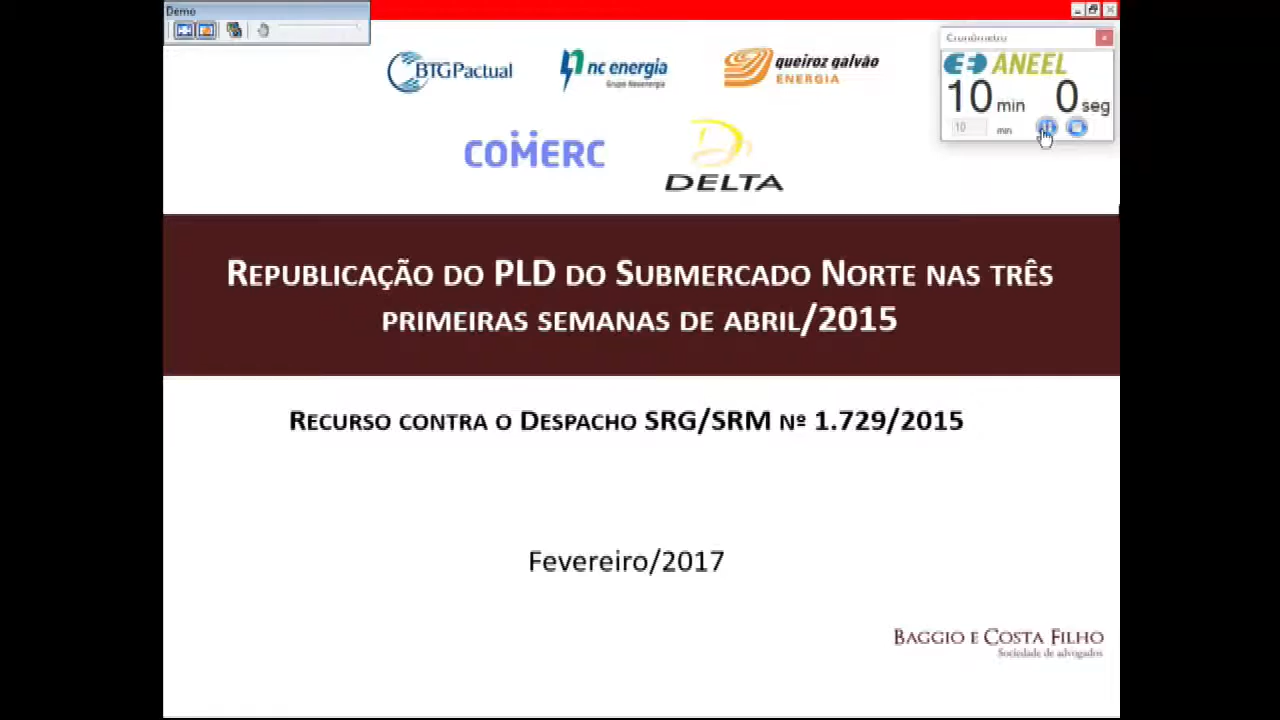 Demo
Cronômetro
BTGPactual
nc energia
Grupo Neoenergia
queiroz galvão
ENERGIA
ANEEL
10 min 0 seg
10 min
COMERC
DELTA
REPUBLICAÇÃO DO PLD DO SUBMERCADO NORTE NAS TRÊS
PRIMEIRAS SEMANAS DE ABRIL/2015
RECURSO CONTRA O DESPACHO SRG/SRM Nº 1.729/2015
Fevereiro/2017
BAGGIO E COSTA FILHO
Sociedade de advogados